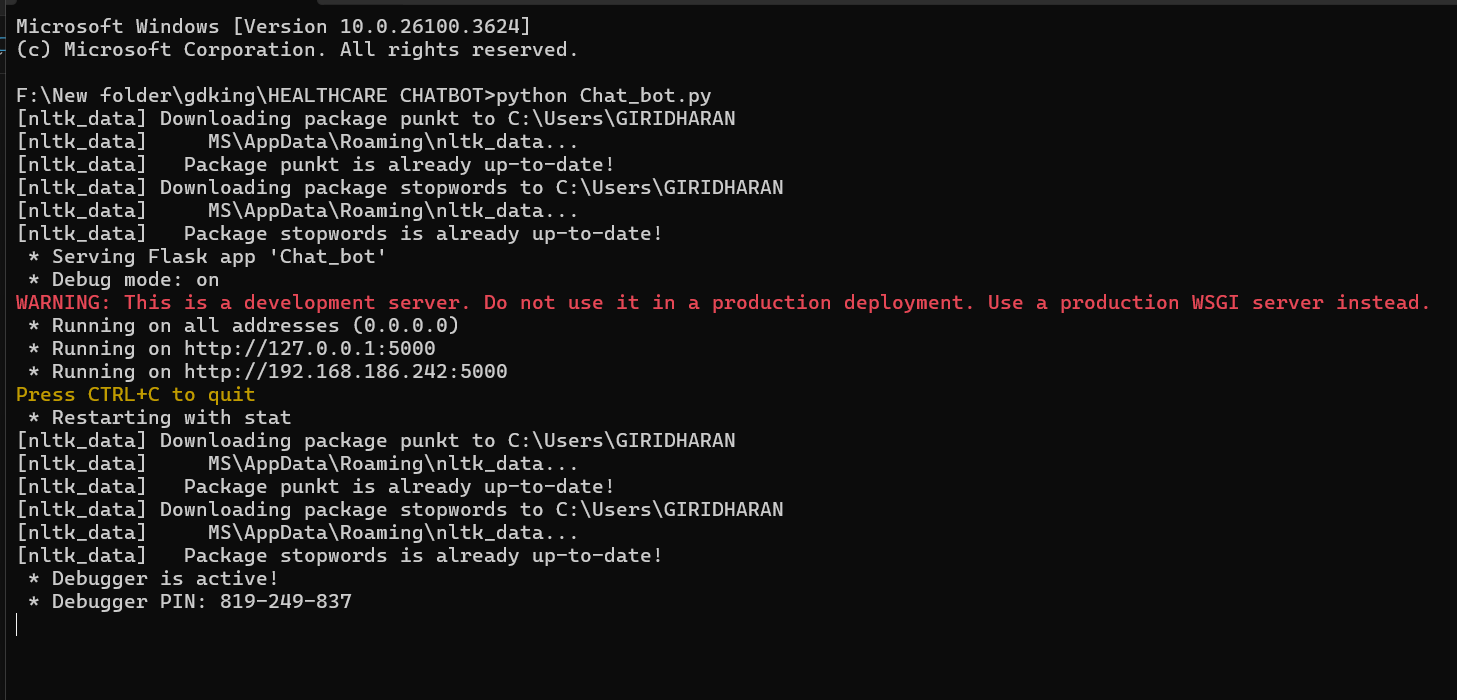 Microsoft Windows [Version 10.0.26100.3624]
(c) Microsoft Corporation. All rights reserved.
F:\New folder\gdking\HEALTHCARE CHATBOT>python Chat_bot.py
[nltk_data] Downloading package punkt to C:\Users\GIRIDHARAN
[nltk_data]     MS\AppData\Roaming\nltk_data...
[nltk_data]   Package punkt is already up-to-date!
[nltk_data] Downloading package stopwords to C:\Users\GIRIDHARAN
[nltk_data]     MS\AppData\Roaming\nltk_data...
[nltk_data]   Package stopwords is already up-to-date!
 * Serving Flask app 'Chat_bot'
 * Debug mode: on
WARNING: This is a development server. Do not use it in a production deployment. Use a production WSGI server instead.
 * Running on all addresses (0.0.0.0)
 * Running on http://127.0.0.1:5000
 * Running on http://192.168.186.242:5000
Press CTRL+C to quit
 * Restarting with stat
[nltk_data] Downloading package punkt to C:\Users\GIRIDHARAN
[nltk_data]     MS\AppData\Roaming\nltk_data...
[nltk_data]   Package punkt is already up-to-date!
[nltk_data] Downloading package stopwords to C:\Users\GIRIDHARAN
[nltk_data]     MS\AppData\Roaming\nltk_data...
[nltk_data]   Package stopwords is already up-to-date!
 * Debugger is active!
 * Debugger PIN: 819-249-837